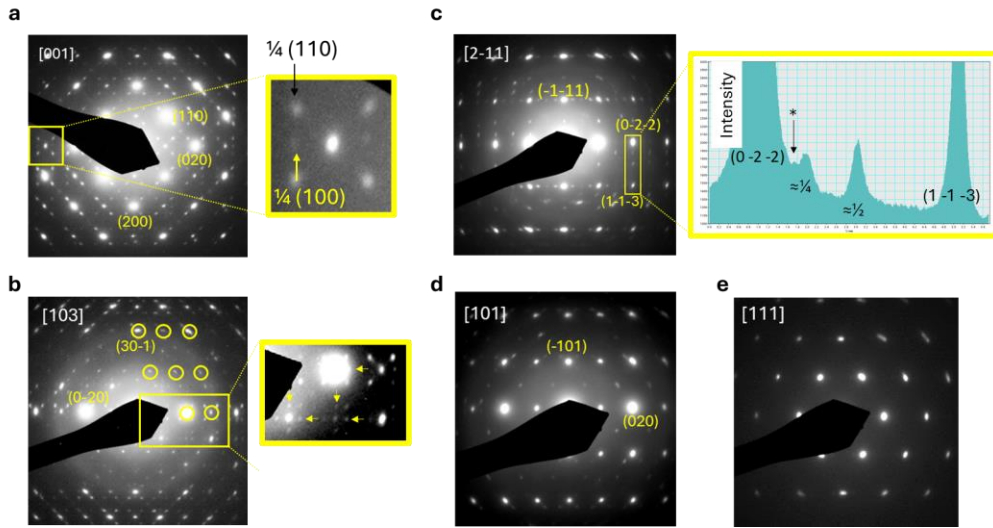 a
[001]
(110)
(020)
(200)
¼ (110)
¼ (100)
b
[103]
(30-1)
(0-20)
c
[2-11]
(-1-11)
(0-2-2)
(1-1-3)
Intensity
*
(0 -2 -2)
≈¼
≈½
(1 -1 -3)
d
[101]
(-101)
(020)
e
[111]